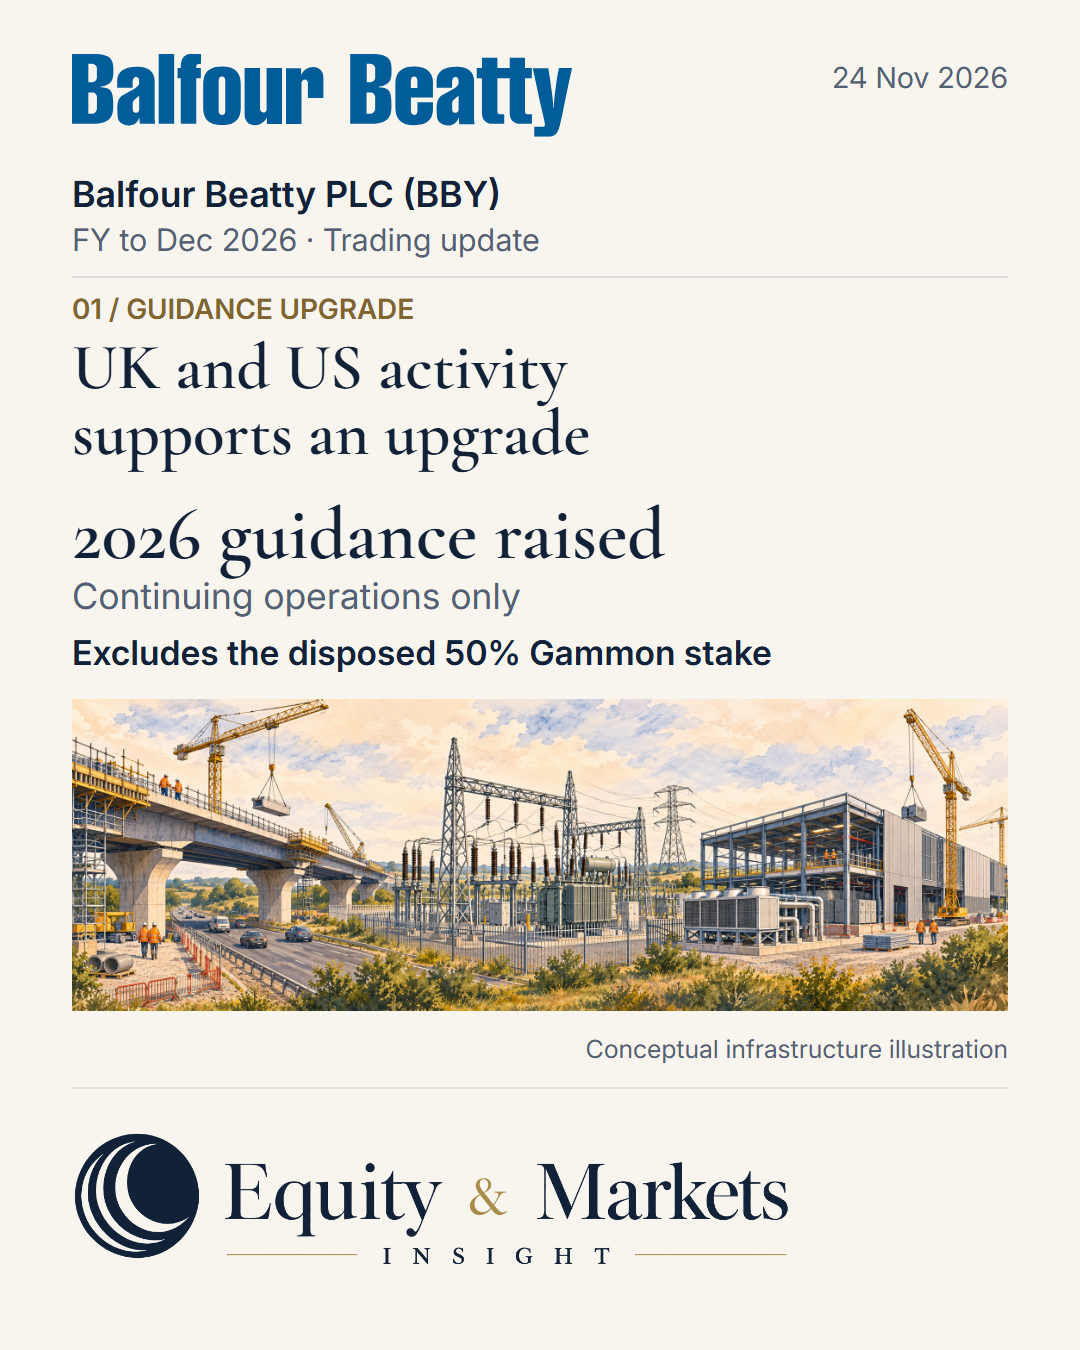 Balfour Beatty
24 Nov 2026
Balfour Beatty PLC (BBY)
FY to Dec 2026 · Trading update
01 / GUIDANCE UPGRADE
UK and US activity
supports an upgrade
2026 guidance raised
Continuing operations only
Excludes the disposed 50% Gammon stake
Conceptual infrastructure illustration
Equity & Markets
INSIGHT